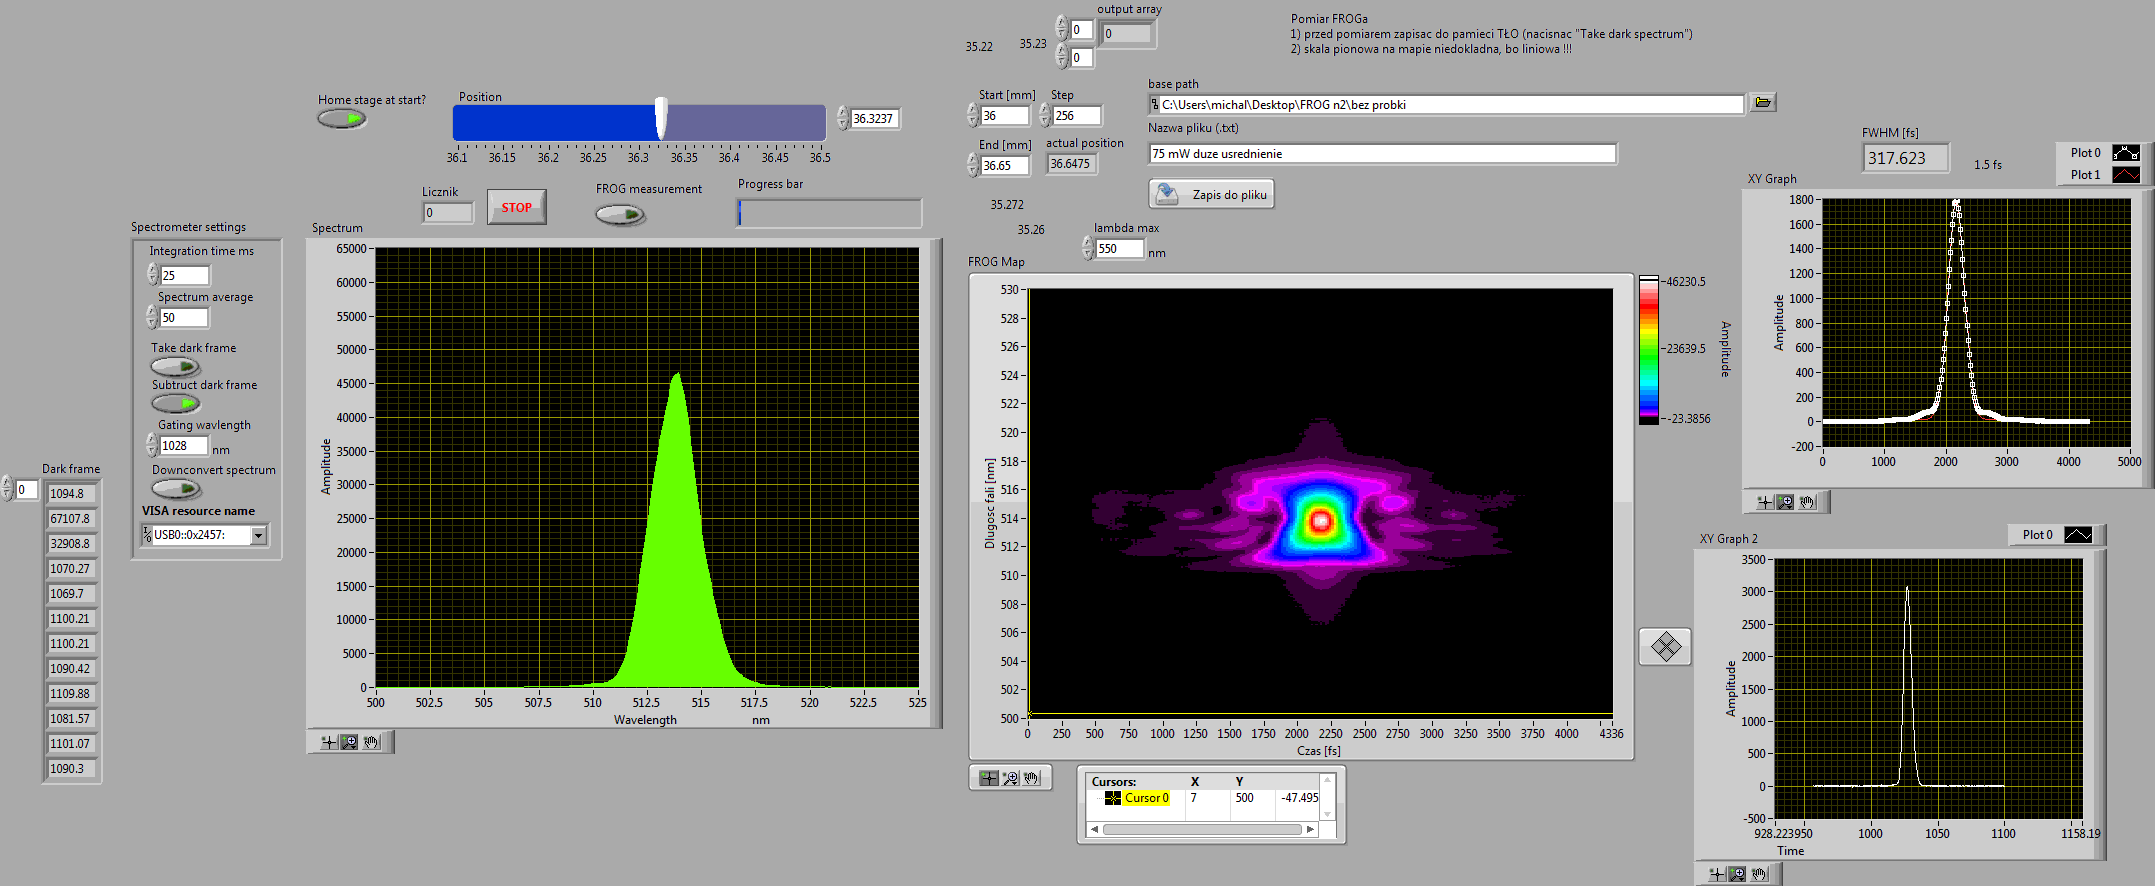 output array
0
0
0
35.22
35.23
Pomiar FROGa
1) przed pomiarem zapisac do pamieci TŁO (nacisnac "Take dark spectrum")
2) skala pionowa na mapie niedokladna, bo liniowa !!!
Home stage at start?
Position
36.3237
36.1 36.15 36.2 36.25 36.3 36.35 36.4 36.45 36.5
Start [mm]
36
Step
256
End [mm]
36.65
actual position
36.6475
base path
C:\Users\michal\Desktop\FROG n2\bez probki
Nazwa pliku (.txt)
75 mW duze usrednienie
Zapis do pliku
FWHM [fs]
317.623
1.5 fs
Licznik
0
STOP
FROG measurement
Progress bar
35.272
35.26
lambda max
550
nm
Spectrometer settings
Integration time ms
25
Spectrum average
50
Take dark frame
Subtruct dark frame
Gating wavlength
1028
nm
Downconvert spectrum
VISA resource name
USB0::0x2457:
Dark frame
0
1094.8
67107.8
32908.8
1070.27
1069.7
1100.21
1100.21
1090.42
1109.88
1081.57
1101.07
1090.3
Spectrum
Amplitude
65000
60000
55000
50000
45000
40000
35000
30000
25000
20000
15000
10000
5000
0
500 502.5 505 507.5 510 512.5 515 517.5 520 522.5 525
Wavelength nm
FROG Map
Dlugosc fali [nm]
530
528
526
524
522
520
518
516
514
512
510
508
506
504
502
500
0 250 500 750 1000 1250 1500 1750 2000 2250 2500 2750 3000 3250 3500 3750 4000 4336
Czas [fs]
46230.5
23639.5
-23.3856
Amplitude
Cursors: X Y
Cursor 0 7 500 -47.495
XY Graph
Plot 0
Plot 1
Amplitude
1800
1600
1400
1200
1000
800
600
400
200
0
-200
0 1000 2000 3000 4000 5000
XY Graph 2
Plot 0
Amplitude
3500
3000
2500
2000
1500
1000
500
0
-500
928.223 950 1000 1050 1100 1158.19
Time